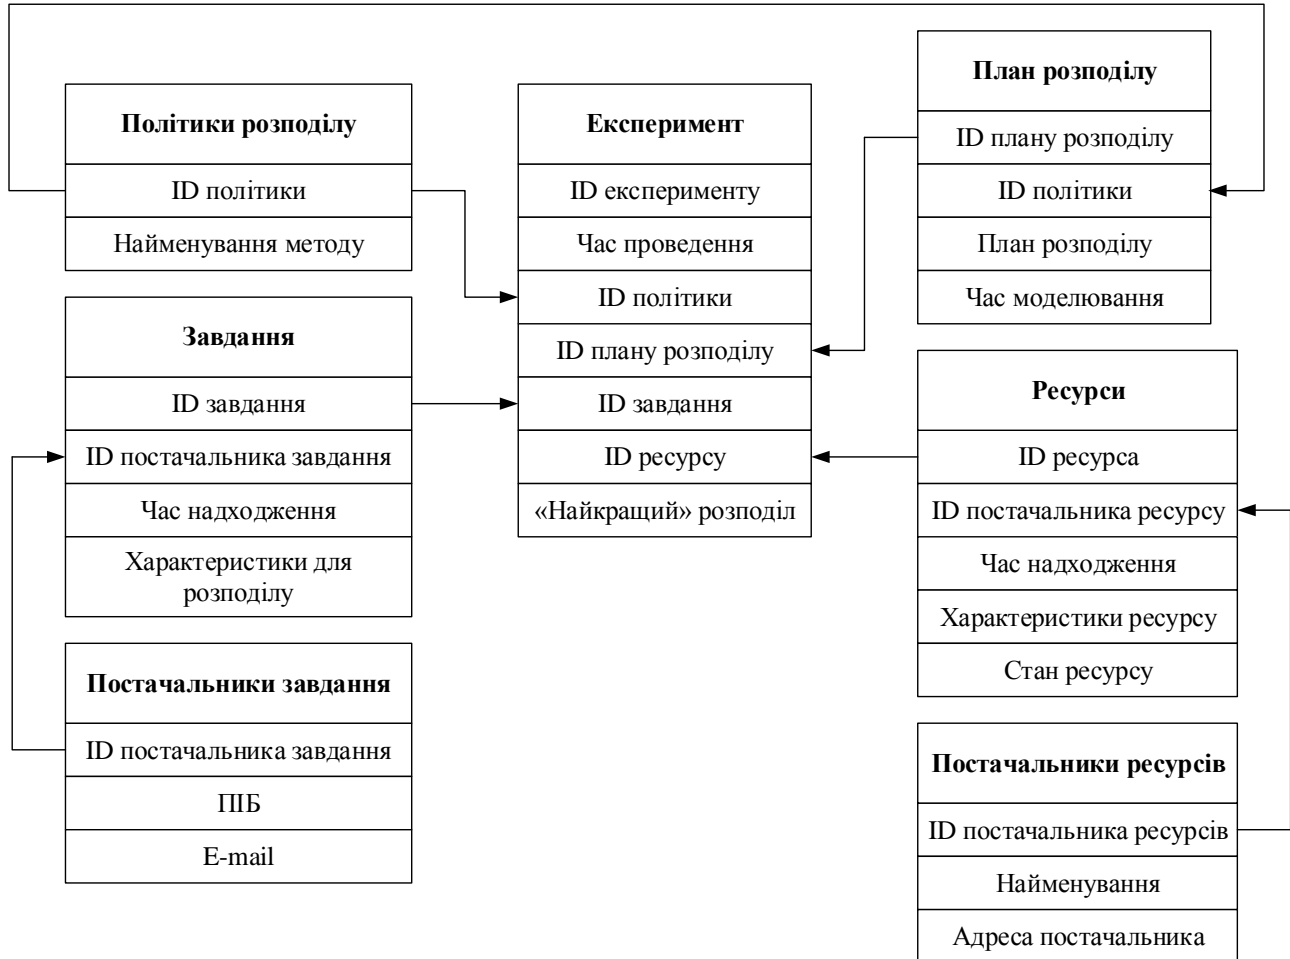 Політики розподілу
ID політики
Найменування методу
Завдання
ID завдання
ID постачальника завдання
Час надходження
Характеристики для
розподілу
Постачальники завдання
ID постачальника завдання
ПІБ
E-mail
Експеримент
ID експерименту
Час проведення
ID політики
ID плану розподілу
ID завдання
ID ресурсу
«Найкращий» розподіл
План розподілу
ID плану розподілу
ID політики
План розподілу
Час моделювання
Ресурси
ID ресурса
ID постачальника ресурсу
Час надходження
Характеристики ресурсу
Стан ресурсу
Постачальники ресурсів
ID постачальника ресурсів
Найменування
Адреса постачальника